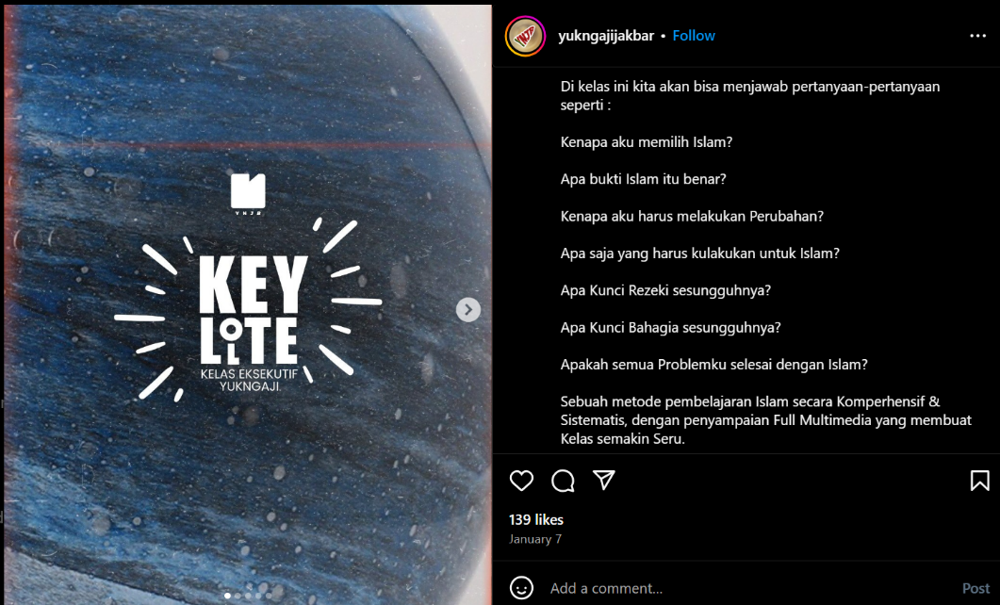 YNJB
KEY
LITE
KELAS EKSEKUTIF
YUKNGAJI
yukngajijakbar • Follow
Di kelas ini kita akan bisa menjawab pertanyaan-pertanyaan
seperti :
Kenapa aku memilih Islam?
Apa bukti Islam itu benar?
Kenapa aku harus melakukan Perubahan?
Apa saja yang harus kulakukan untuk Islam?
Apa Kunci Rezeki sesungguhnya?
Apa Kunci Bahagia sesungguhnya?
Apakah semua Problemku selesai dengan Islam?
Sebuah metode pembelajaran Islam secara Komperhensif &
Sistematis, dengan penyampaian Full Multimedia yang membuat
Kelas semakin Seru.
139 likes
January 7
Add a comment...
Post